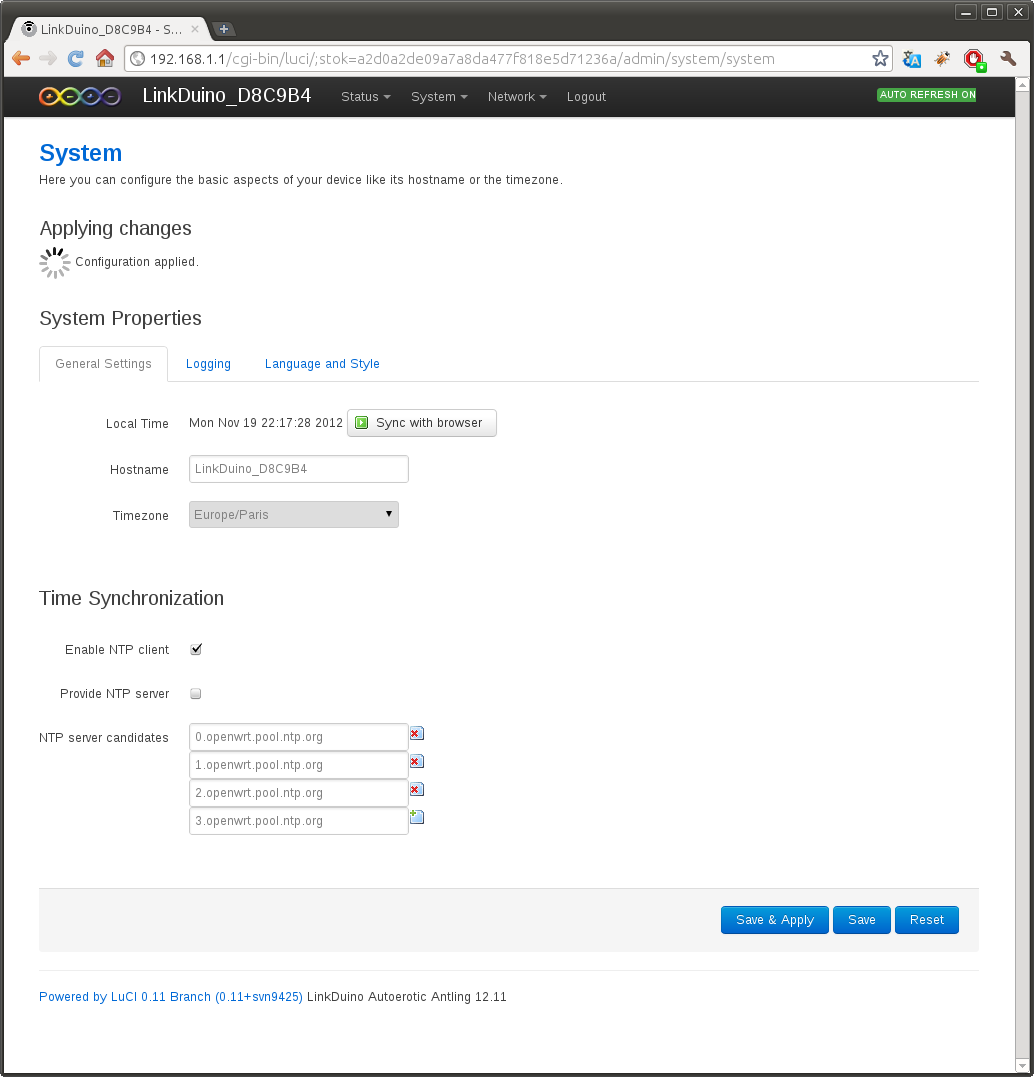 LinkDuino_D8C9B4 - S...
192.168.1.1/cgi-bin/luci/;stok=a2d0a2de09a7a8da477f818e5d71236a/admin/system/system
LinkDuino_D8C9B4 Status System Network Logout AUTO REFRESH ON
System
Here you can configure the basic aspects of your device like its hostname or the timezone.
Applying changes
Configuration applied.
System Properties
General Settings Logging Language and Style
Local Time Mon Nov 19 22:17:28 2012 Sync with browser
Hostname LinkDuino_D8C9B4
Timezone Europe/Paris
Time Synchronization
Enable NTP client
Provide NTP server
NTP server candidates 0.openwrt.pool.ntp.org
1.openwrt.pool.ntp.org
2.openwrt.pool.ntp.org
3.openwrt.pool.ntp.org
Save & Apply Save Reset
Powered by LuCI 0.11 Branch (0.11+svn9425) LinkDuino Autoerotic Antling 12.11